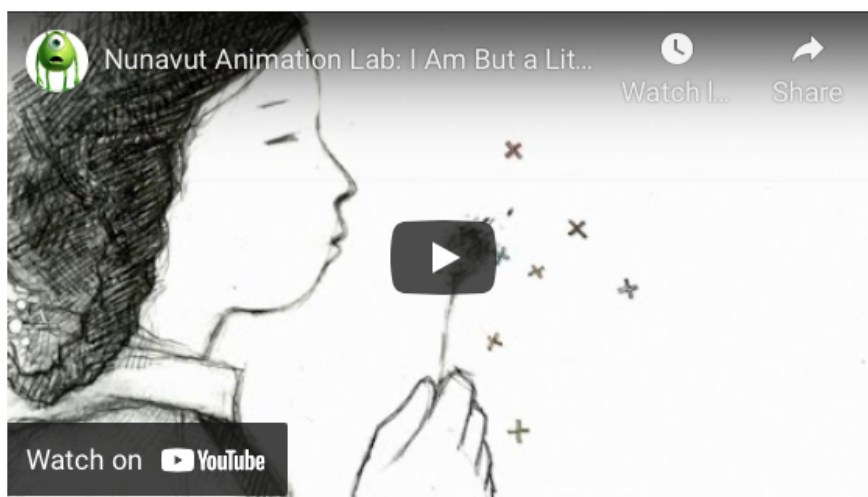 Nunavut Animation Lab: I Am But a Lit...
Watch l...
Share
Watch on YouTube